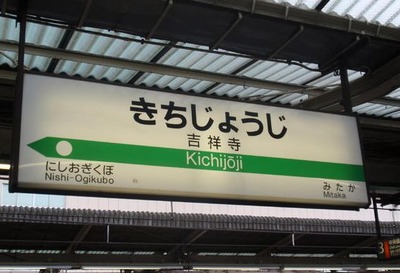 きちじょうじ
吉祥寺
Kichijōji
にしおぎくぼ
Nishi-Ogikubo
みたか
Mitaka